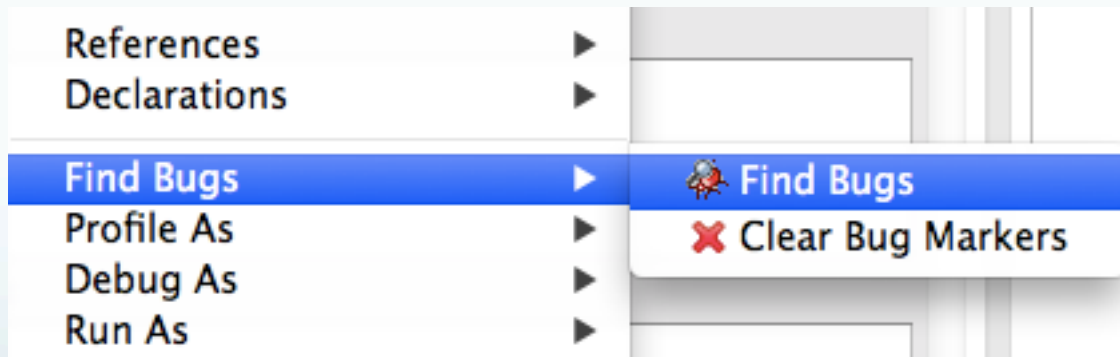 References
Declarations
Find Bugs
Profile As
Debug As
Run As
Find Bugs
Clear Bug Markers